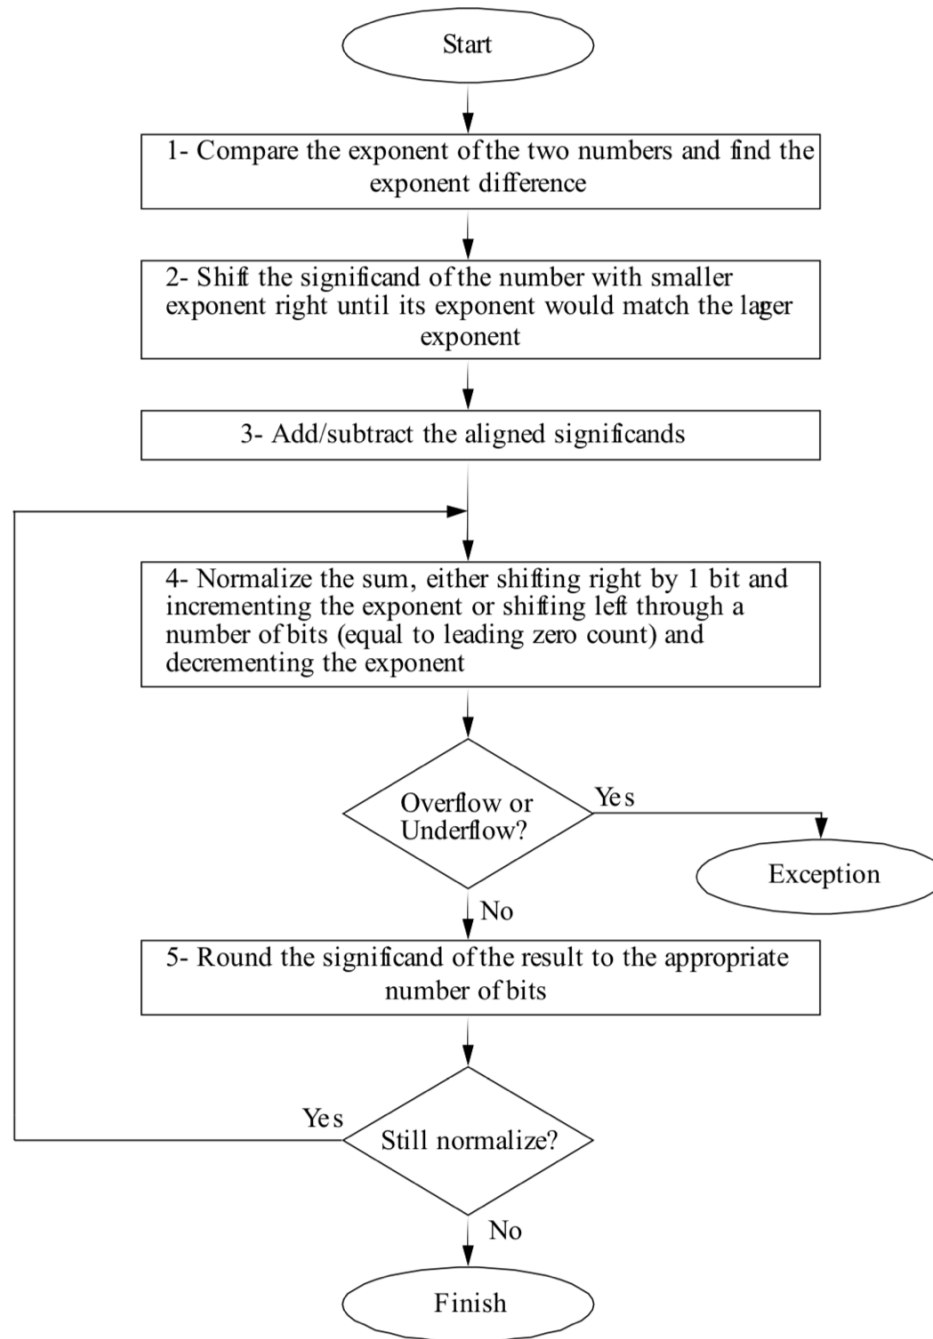 Start
1- Compare the exponent of the two numbers and find the
exponent difference
2- Shift the significand of the number with smaller
exponent right until its exponent would match the lager
exponent
3- Add/subtract the aligned significands
4- Normalize the sum, either shifting right by 1 bit and
incrementing the exponent or shifting left through a
number of bits (equal to leading zero count) and
decrementing the exponent
Overflow or
Underflow?
Yes
Exception
No
5- Round the significand of the result to the appropriate
number of bits
Yes
Still normalize?
No
Finish